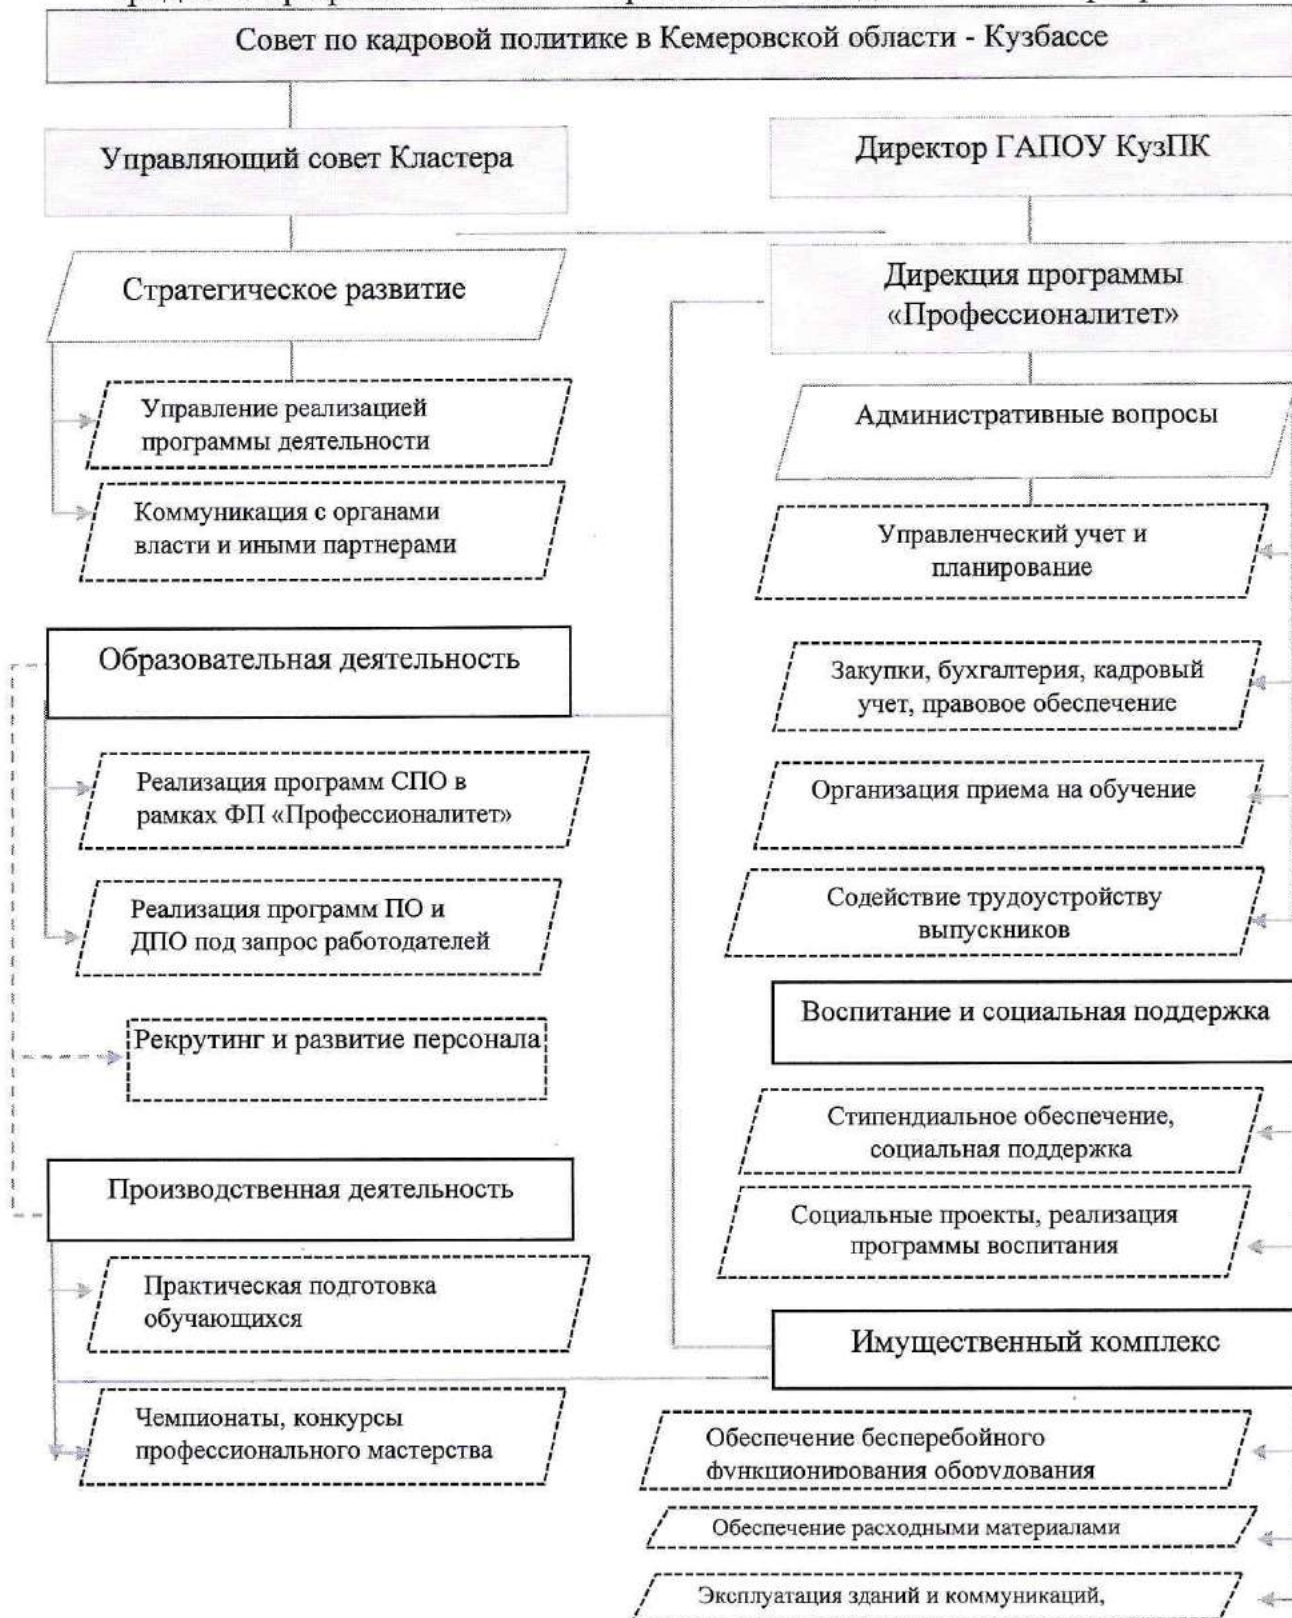 Совет по кадровой политике в Кемеровской области - Кузбассе
Управляющий совет Кластера
Директор ГАПОУ КузПК
Стратегическое развитие
Дирекция программы
«Профессионалитет»
Управление реализацией
программы деятельности
Коммуникация с органами
власти и иными партнерами
Административные вопросы
Управленческий учет и
планирование
Закупки, бухгалтерия, кадровый
учет, правовое обеспечение
Организация приема на обучение
Содействие трудоустройству
выпускников
Образовательная деятельность
Реализация программ СПО в
рамках ФП «Профессионалитет»
Реализация программ ПО и
ДПО под запрос работодателей
Рекрутинг и развитие персонала
Воспитание и социальная поддержка
Стипендиальное обеспечение,
социальная поддержка
Социальные проекты, реализация
программы воспитания
Производственная деятельность
Практическая подготовка
обучающихся
Чемпионаты, конкурсы
профессионального мастерства
Имущественный комплекс
Обеспечение бесперебойного
функционирования оборудования
Обеспечение расходными материалами
Эксплуатация зданий и коммуникаций,